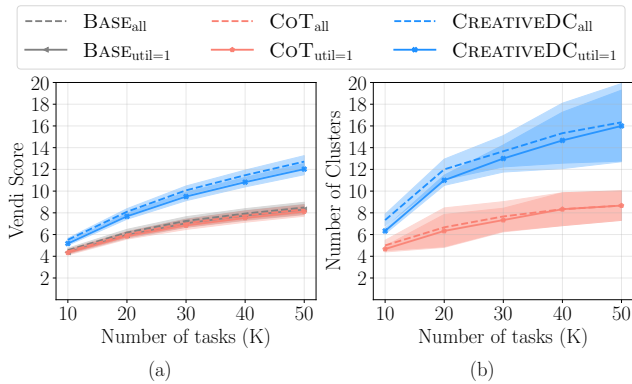 BASEall COTall CREATIVEDCall
BASEutil=1 COTutil=1 CREATIVEDCutil=1
20
18
16
14
12
10
8
6
4
2
Vendi Score
10 20 30 40 50
Number of tasks (K)
(a)
20
18
16
14
12
10
8
6
4
2
Number of Clusters
10 20 30 40 50
Number of tasks (K)
(b)